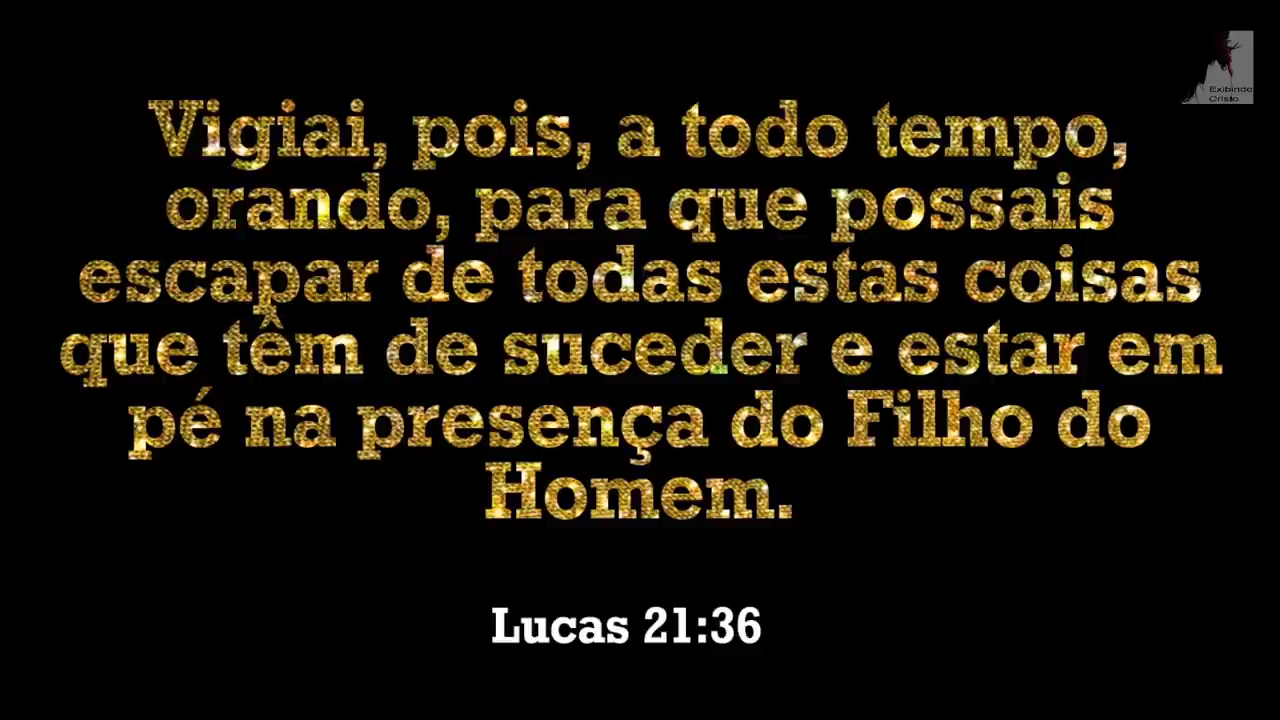 Exibindo
Cristo
Vigiai, pois, a todo tempo,
orando, para que possais
escapar de todas estas coisas
que têm de suceder e estar em
pé na presença do Filho do
Homem.
Lucas 21:36